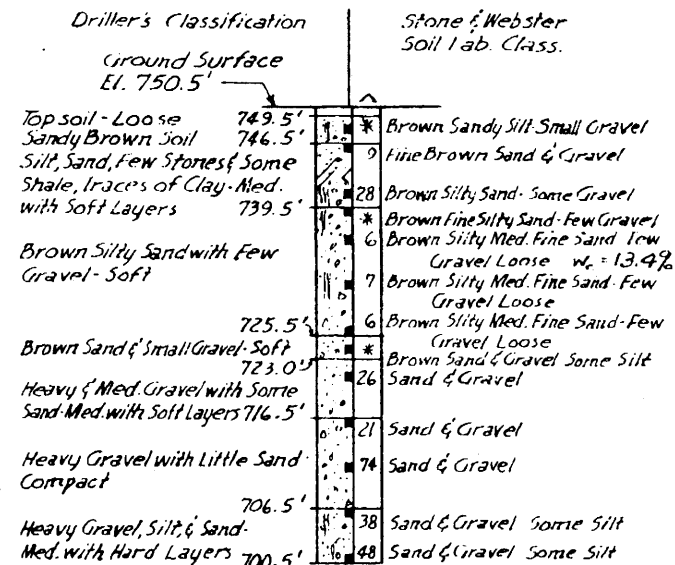 Driller's Classification
Stone & Webster
Soil Lab. Class.
Ground Surface
El. 750.5'
Topsoil - Loose 749.5'
Sandy Brown Soil 746.5'
Silt, Sand, Few Stones & Some
Shale, Traces of Clay - Med.
with Soft Layers 739.5'
Brown Silty Sand with Few
Gravel - Soft
725.5'
Brown Sand & Small Gravel - Soft
723.0'
Heavy & Med. Gravel with Some
Sand - Med. with Soft Layers 716.5'
Heavy Gravel with Little Sand -
Compact
706.5'
Heavy Gravel, Silt, & Sand -
Med. with Hard Layers 700.5'
* Brown Sandy Silt Small Gravel
9 Fine Brown Sand & Gravel
28 Brown Silty Sand - Some Gravel
* Brown Fine Silty Sand - Few Gravel
6 Brown Silty Med. Fine Sand Few
Gravel Loose wc = 13.4%
7 Brown Silty Med. Fine Sand - Few
Gravel Loose
6 Brown Silty Med. Fine Sand - Few
Gravel Loose
* Brown Sand & Gravel Some Silt
26 Sand & Gravel
21 Sand & Gravel
74 Sand & Gravel
38 Sand & Gravel Some Silt
48 Sand & Gravel Some Silt